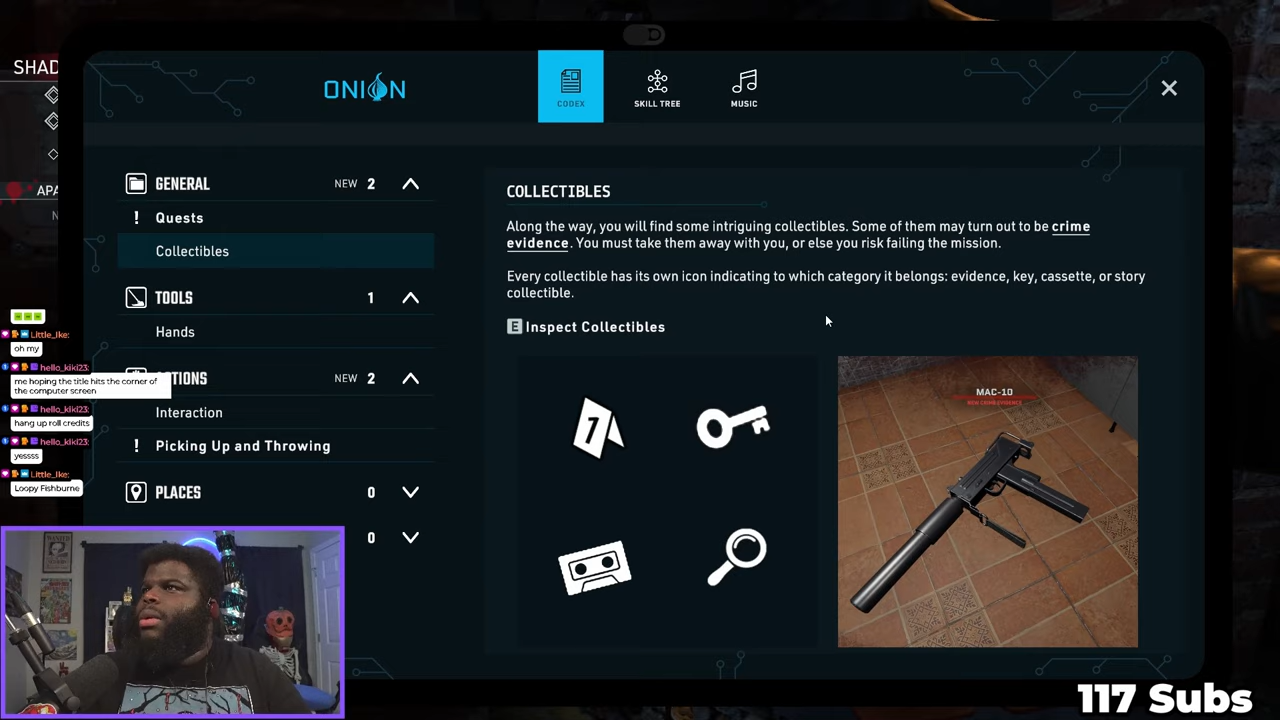 SHAD
APA
ONION
CODEX
SKILL TREE
MUSIC
GENERAL NEW 2
! Quests
Collectibles
TOOLS 1
Hands
TIONS NEW 2
Interaction
! Picking Up and Throwing
PLACES 0
0
COLLECTIBLES
Along the way, you will find some intriguing collectibles. Some of them may turn out to be crime
evidence. You must take them away with you, or else you risk failing the mission.
Every collectible has its own icon indicating to which category it belongs: evidence, key, cassette, or story
collectible.
E Inspect Collectibles
7
MAC-10
NEW CRIME EVIDENCE
Little_Ike:
oh my
hello_kiki23:
me hoping the title hits the corner of
the computer screen
hello_kiki23:
hang up roll credits
hello_kiki23:
yessss
Little_Ike:
Loopy Fishburne
WANTED
117 Subs